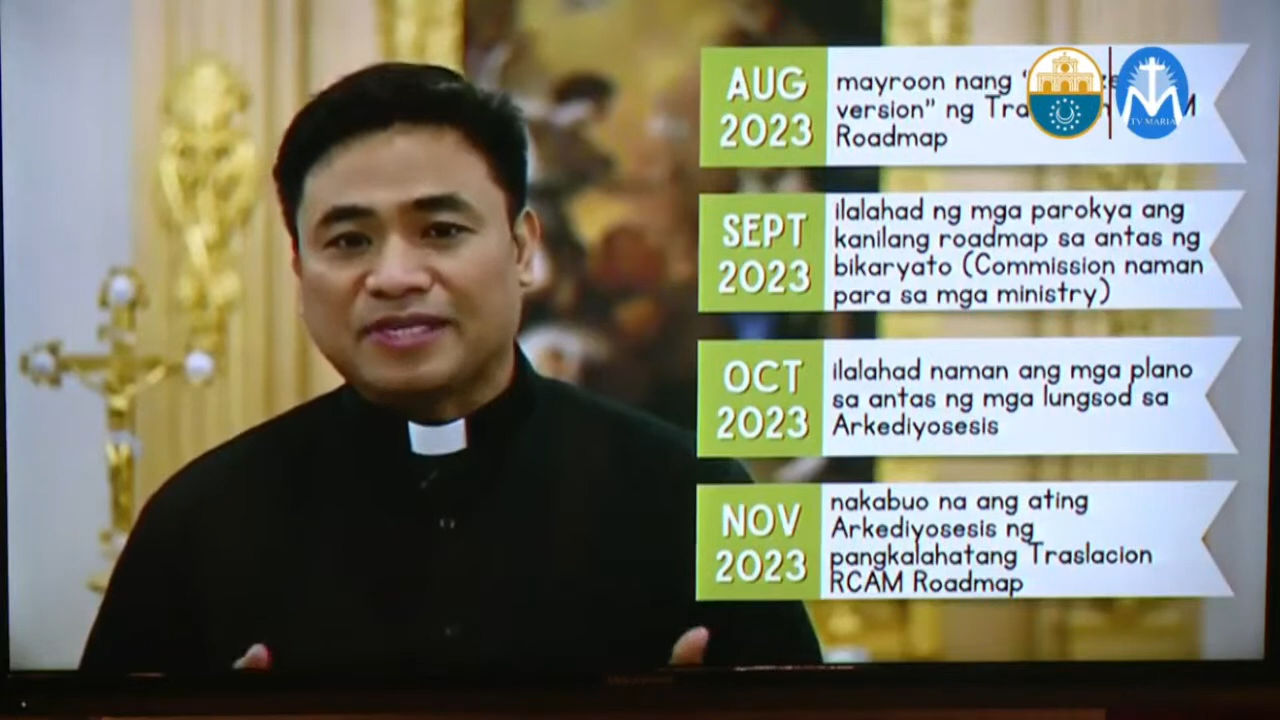 AUG
2023
mayroon nang
version" ng
Roadmap
TV MARIA
SEPT
2023
ilalahad ng mga parokya ang
kanilang roadmap sa antas ng
bikaryato (Commission naman
para sa mga ministry)
OCT
2023
ilalahad naman ang mga plano
sa antas ng mga lungsod sa
Arkediyosesis
NOV
2023
nakabuo na ang ating
Arkediyosesis ng
pangkalahatang Traslacion
RCAM Roadmap